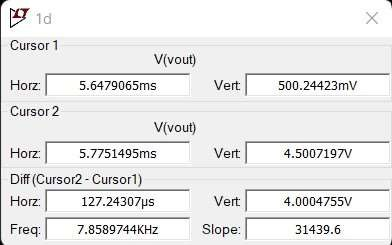 1d
Cursor 1
V(vout)
Horz: 5.6479065ms Vert: 500.24423mV
Cursor 2
V(vout)
Horz: 5.7751495ms Vert: 4.5007197V
Diff (Cursor2 - Cursor1)
Horz: 127.24307µs Vert: 4.0004755V
Freq: 7.8589744KHz Slope: 31439.6